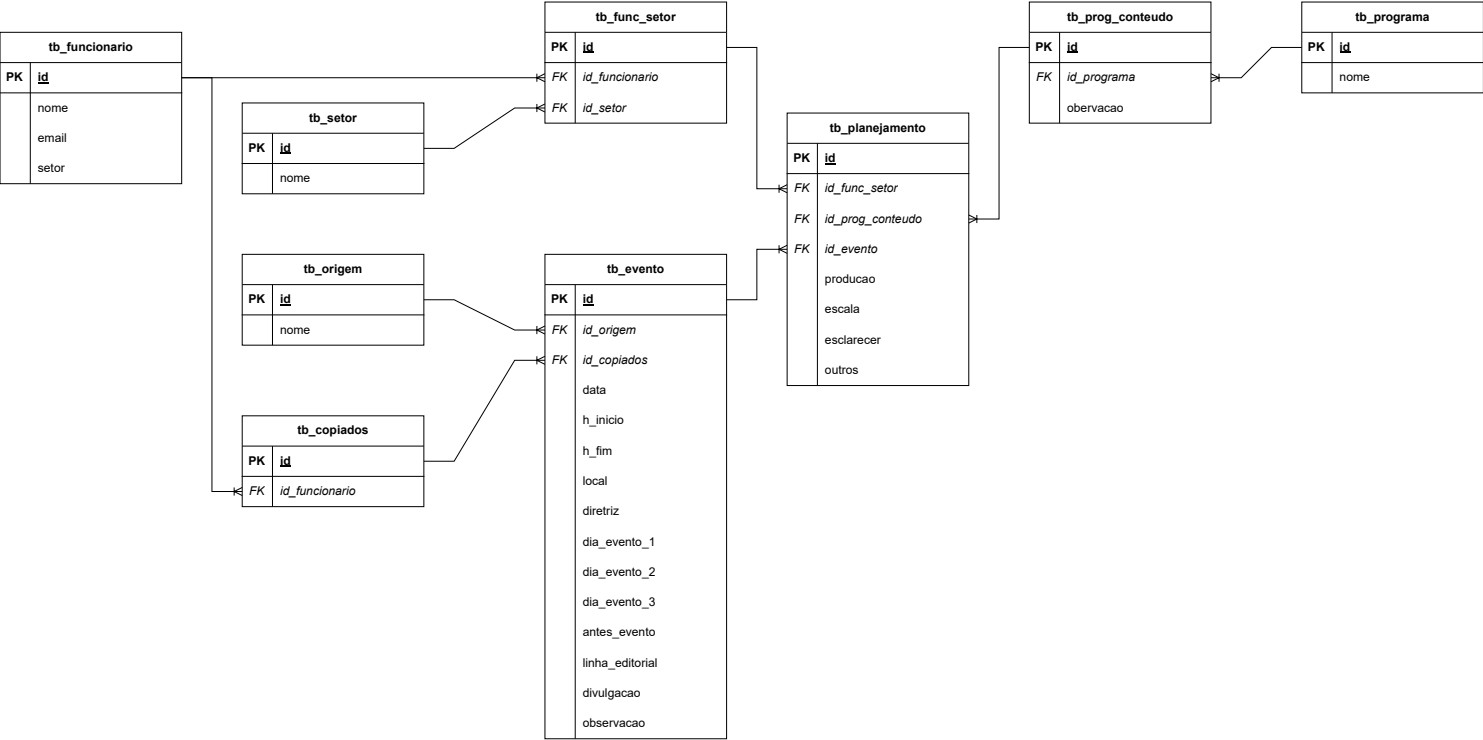 tb_funcionario
PK id
nome
email
setor
tb_setor
PK id
nome
tb_origem
PK id
nome
tb_copiados
PK id
FK id_funcionario
tb_func_setor
PK id
FK id_funcionario
FK id_setor
tb_evento
PK id
FK id_origem
FK id_copiados
data
h_inicio
h_fim
local
diretriz
dia_evento_1
dia_evento_2
dia_evento_3
antes_evento
linha_editorial
divulgacao
observacao
tb_planejamento
PK id
FK id_func_setor
FK id_prog_conteudo
FK id_evento
producao
escala
esclarecer
outros
tb_prog_conteudo
PK id
FK id_programa
obervacao
tb_programa
PK id
nome